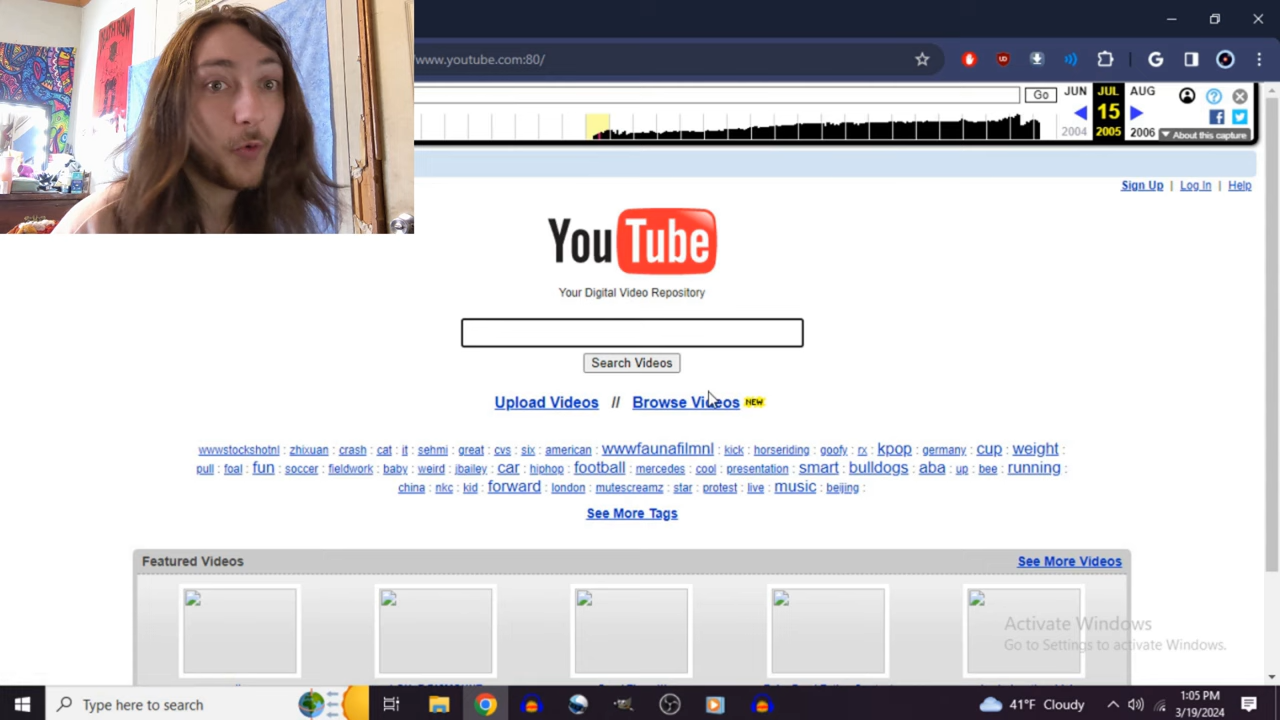 www.youtube.com:80/
Go
JUN JUL AUG
15
2004 2005 2006
About this capture
Sign Up | Log In | Help
YouTube
Your Digital Video Repository
Search Videos
Upload Videos // Browse Videos NEW
wwwstockshotnl : zhixuan : crash : cat : it : sehmi : great : cvs : six : american : wwwfaunafilmnl : kick : horseriding : goofy : rx : kpop : germany : cup : weight :
pull : foal : fun : soccer : fieldwork : baby : weird : jbailey : car : hiphop : football : mercedes : cool : presentation : smart : bulldogs : aba : up : bee : running :
china : nkc : kid : forward : london : mutescreamz : star : protest : live : music : beijing :
See More Tags
Featured Videos
See More Videos
Activate Windows
Go to Settings to activate Windows.
Type here to search
41°F Cloudy
1:05 PM
3/19/2024